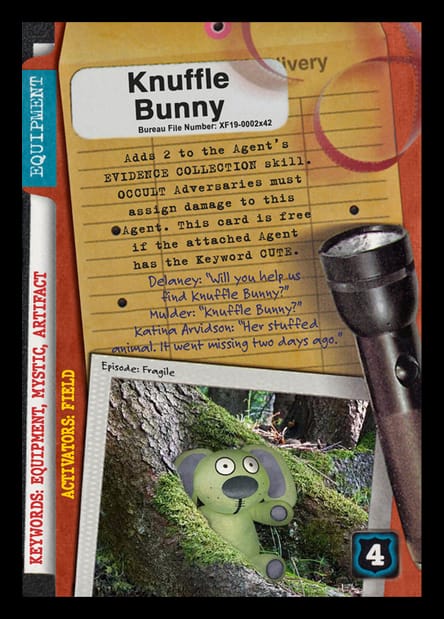 livery
Knuffle
Bunny
Bureau File Number: XF19-0002x42
Adds 2 to the Agent's
EVIDENCE COLLECTION skill.
OCCULT Adversaries must
assign damage to this
Agent. This card is free
if the attached Agent
has the Keyword CUTE.
Delaney: "Will you help us
find Knuffle Bunny?"
Mulder: "Knuffle Bunny?"
Katina Arvidson: "Her stuffed
animal. It went missing two days ago."
Episode: Fragile
4
EQUIPMENT
KEYWORDS: EQUIPMENT, MYSTIC, ARTIFACT
ACTIVATORS: FIELD